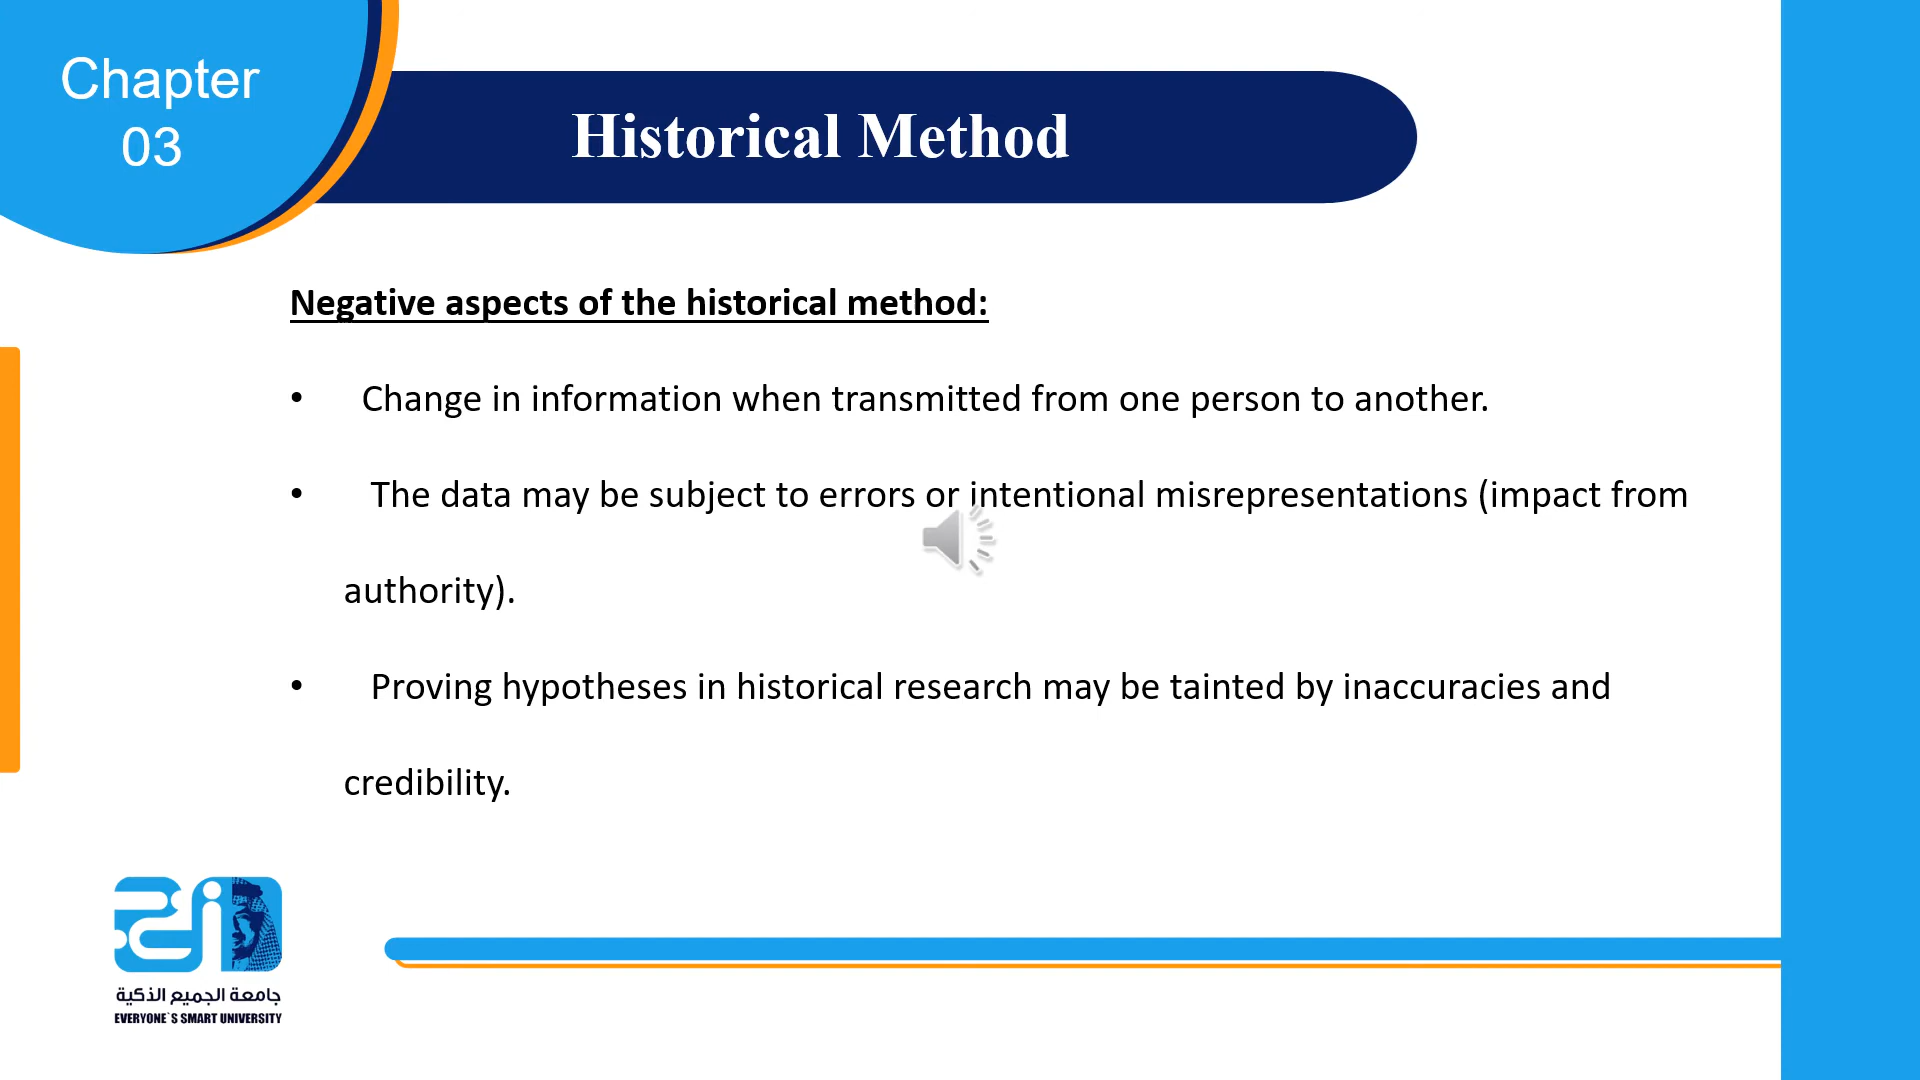 Chapter
03
Historical Method
Negative aspects of the historical method:
• Change in information when transmitted from one person to another.
• The data may be subject to errors or intentional misrepresentations (impact from
authority).
• Proving hypotheses in historical research may be tainted by inaccuracies and
credibility.
جامعة الجميع الذكية
EVERYONE`S SMART UNIVERSITY